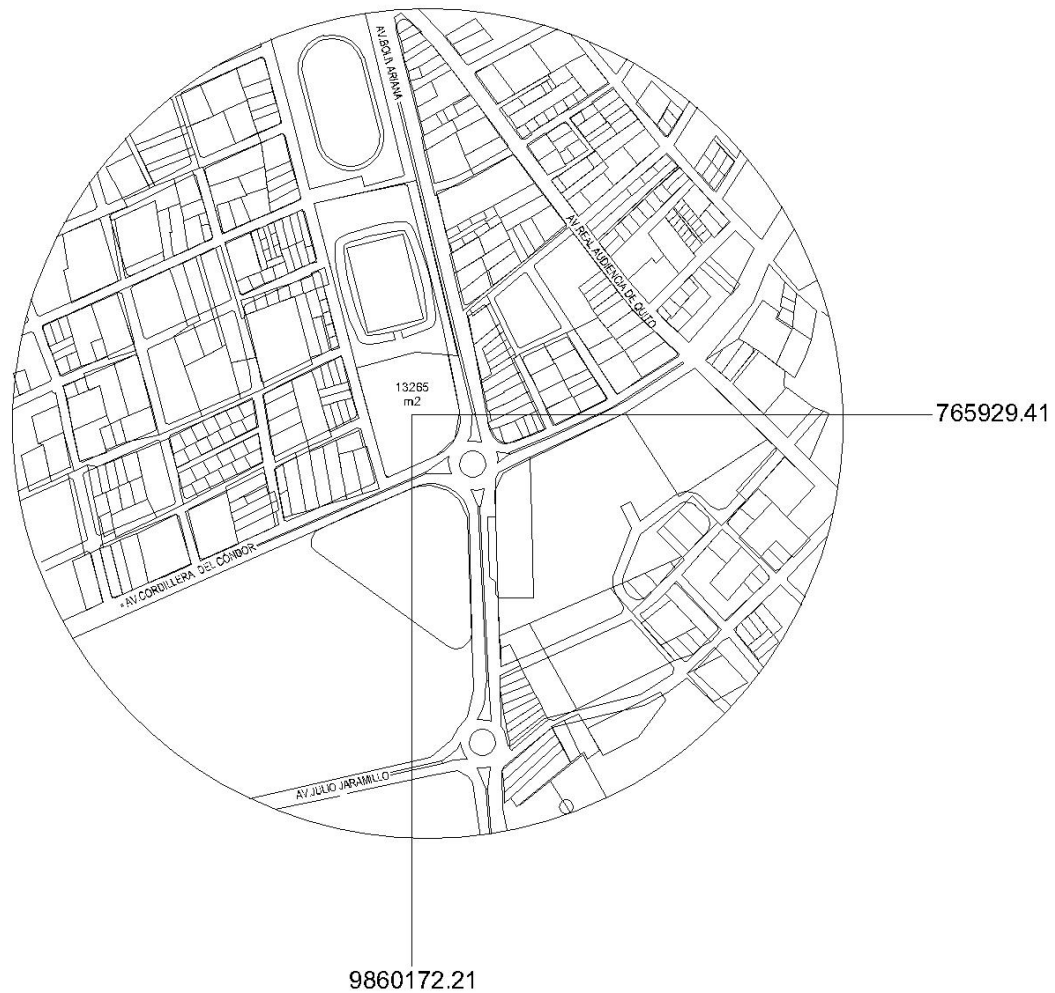 AV.BOLIVARIANA
AV.REAL AUDIENCIA DE QUITO
13265
m2
765929.41
AV.CORDILLERA DEL CÓNDOR
AV.JULIO JARAMILLO
9860172.21